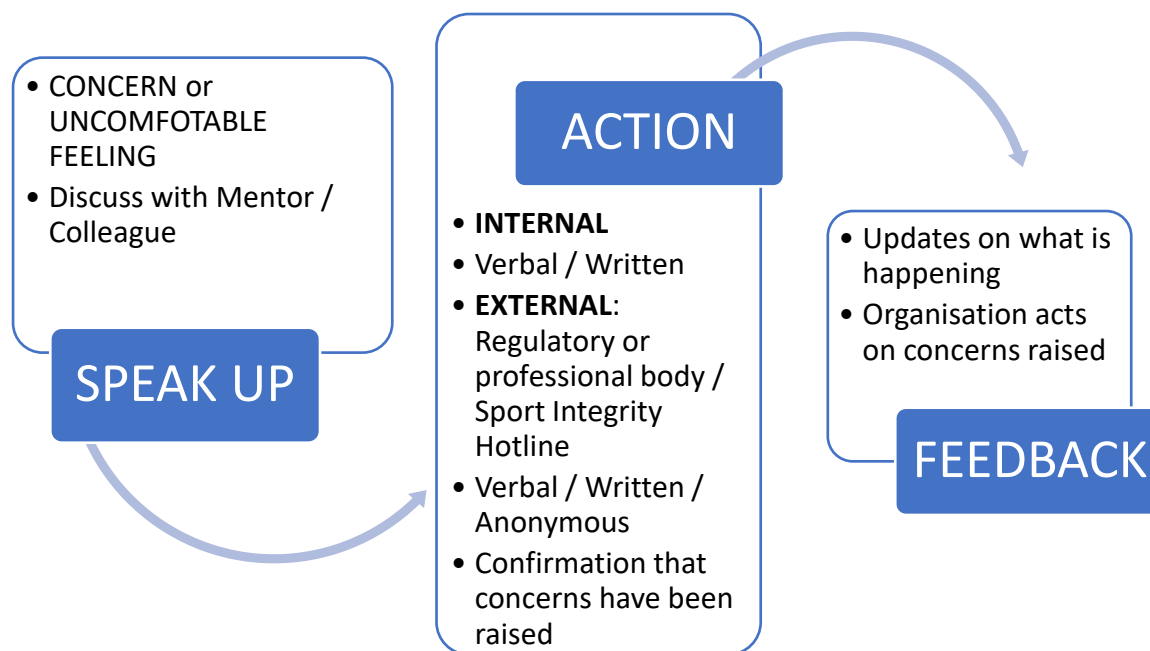 • CONCERN or
UNCOMFOTABLE
FEELING
• Discuss with Mentor /
Colleague
SPEAK UP
ACTION
• INTERNAL
• Verbal / Written
• EXTERNAL:
Regulatory or
professional body /
Sport Integrity
Hotline
• Verbal / Written /
Anonymous
• Confirmation that
concerns have been
raised
• Updates on what is
happening
• Organisation acts
on concerns raised
FEEDBACK